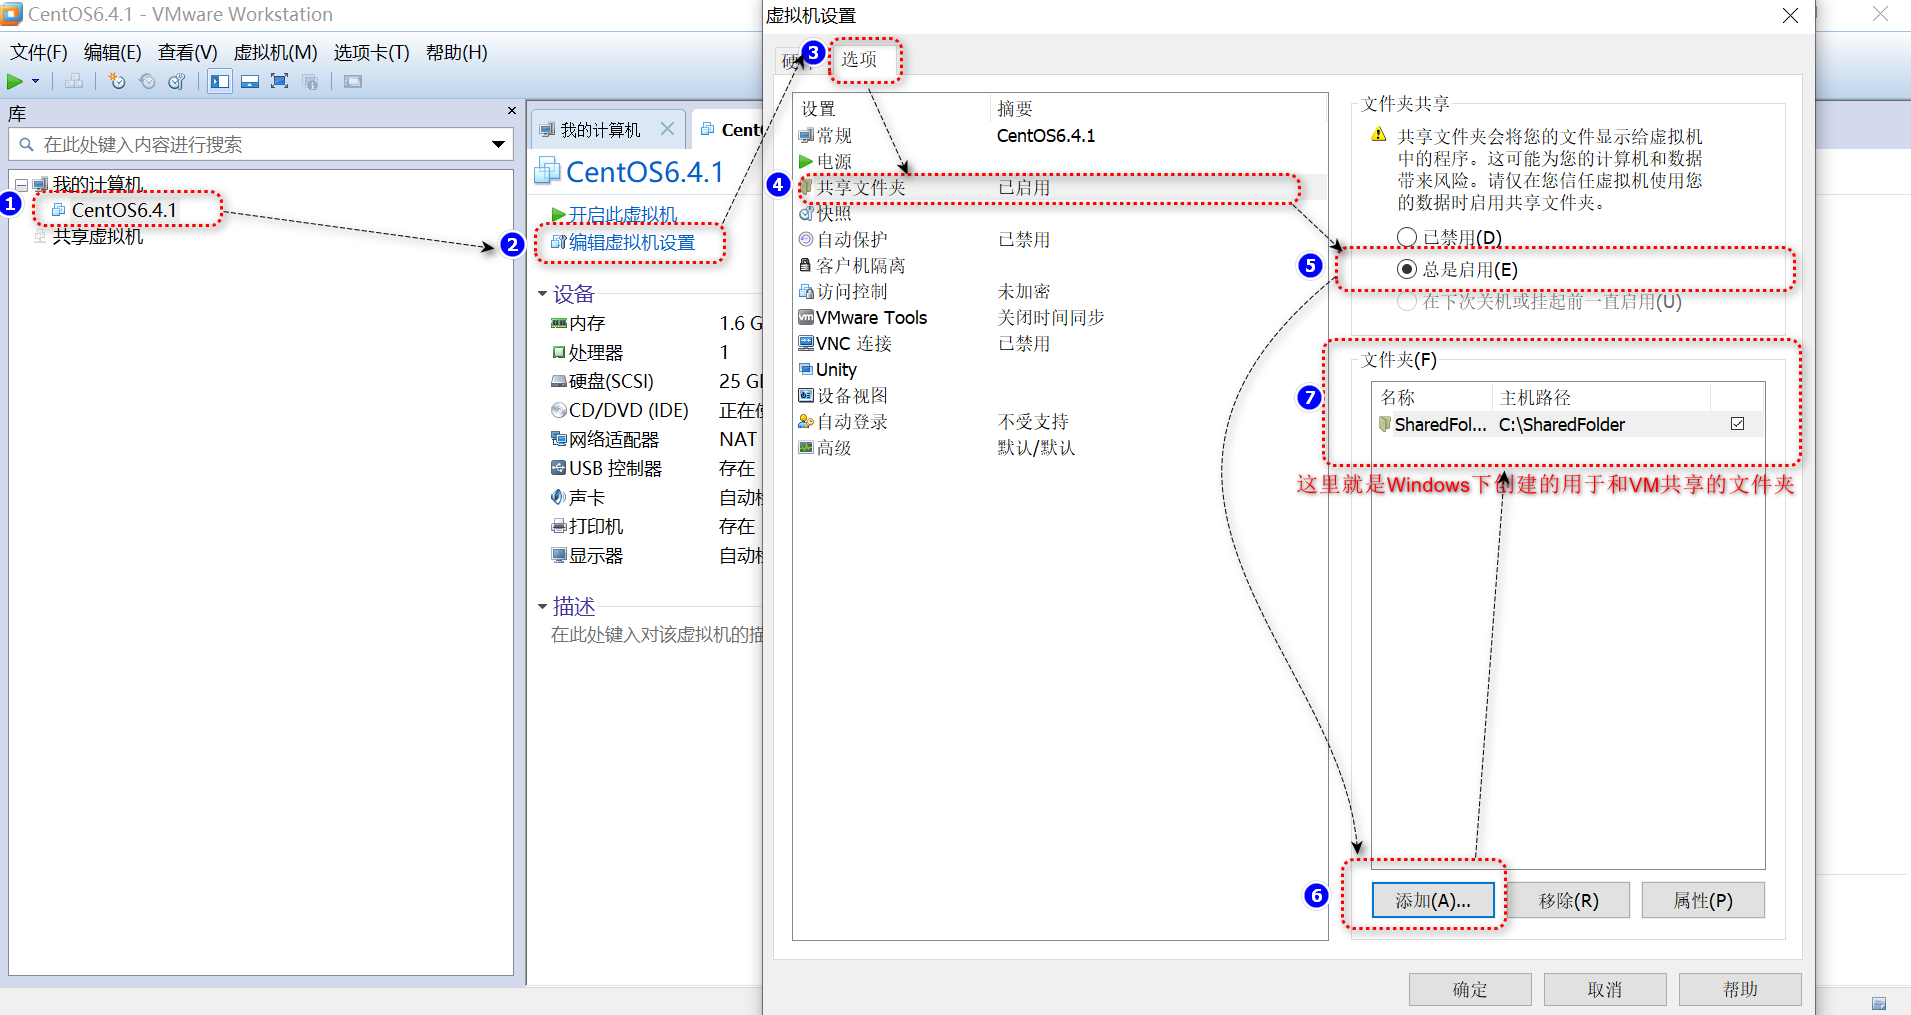 CentOS6.4.1 - VMware Workstation
文件(F) 编辑(E) 查看(V) 虚拟机(M) 选项卡(T) 帮助(H)
库
在此处键入内容进行搜索
我的计算机
1
CentOS6.4.1
共享虚拟机
我的计算机
Cent
CentOS6.4.1
开启此虚拟机
2
编辑虚拟机设置
设备
内存 1.6 G
处理器 1
硬盘(SCSI) 25 GI
CD/DVD (IDE) 正在
网络适配器 NAT
USB 控制器 存在
声卡 自动
打印机 存在
显示器 自动
描述
在此处键入对该虚拟机的描
虚拟机设置
硬
3
选项
设置 摘要
常规 CentOS6.4.1
电源
4
共享文件夹 已启用
快照
自动保护 已禁用
客户机隔离
访问控制 未加密
VMware Tools 关闭时间同步
VNC 连接 已禁用
Unity
设备视图
自动登录 不受支持
高级 默认/默认
文件夹共享
共享文件夹会将您的文件显示给虚拟机
中的程序。这可能为您的计算机和数据
带来风险。请仅在您信任虚拟机使用您
的数据时启用共享文件夹。
已禁用(D)
5
总是启用(E)
在下次关机或挂起前一直启用(U)
文件夹(F)
7
名称 主机路径
SharedFol... C:\SharedFolder
这里就是Windows下创建的用于和VM共享的文件夹
6
添加(A)... 移除(R) 属性(P)
确定 取消 帮助